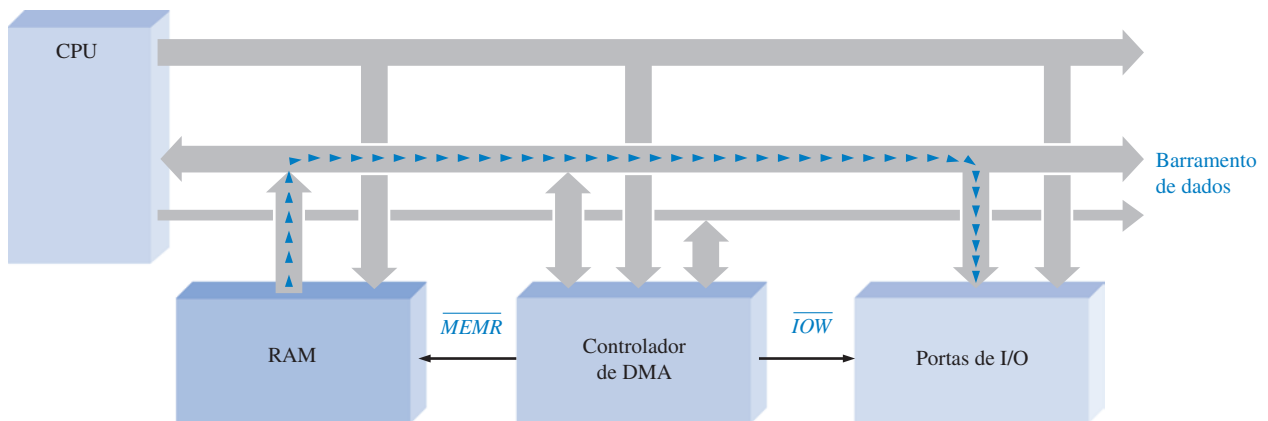 CPU
Barramento
de dados
MEMR
IOW
RAM
Controlador
de DMA
Portas de I/O